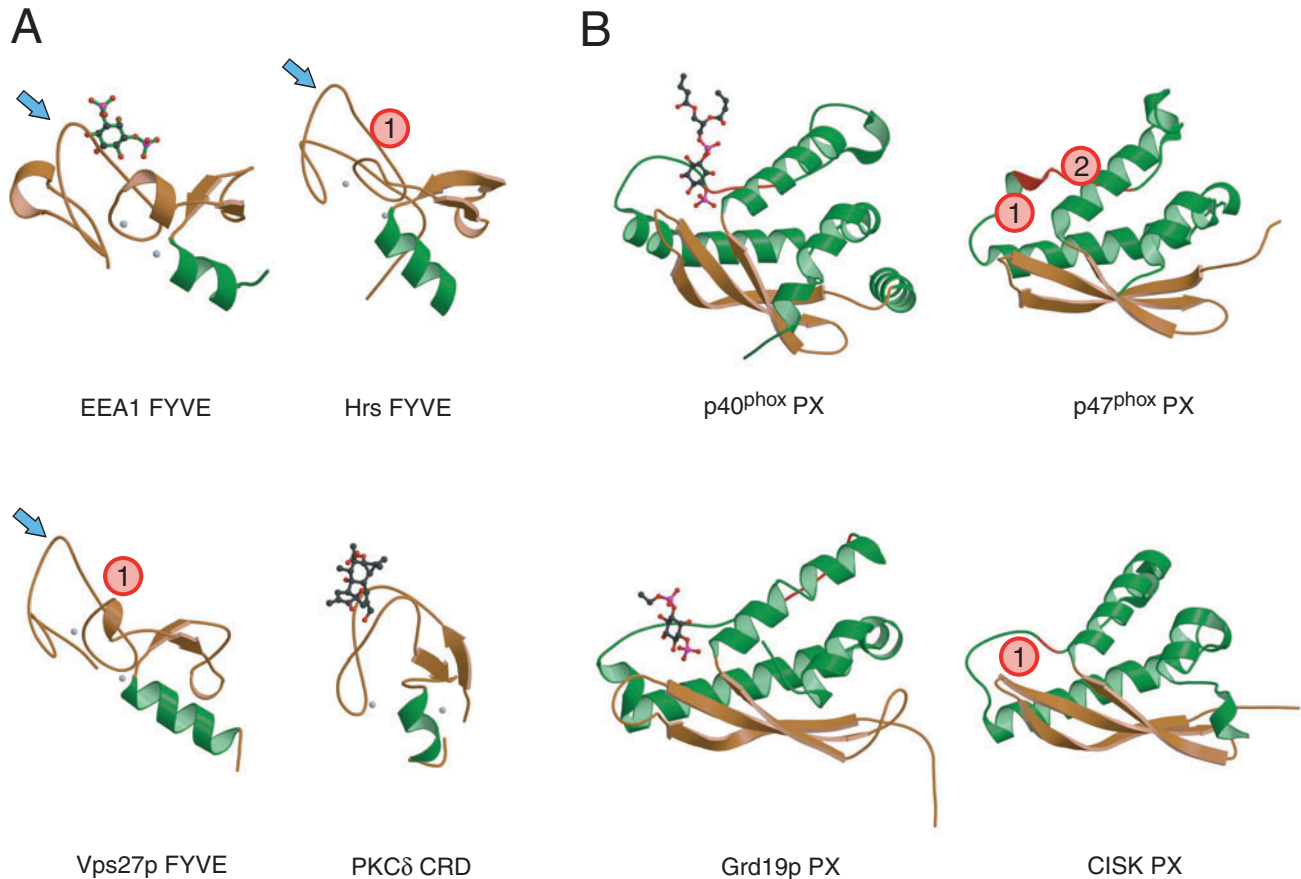 A
B
1
2
1
EEA1 FYVE
Hrs FYVE
p40phox PX
p47phox PX
1
1
Vps27p FYVE
PKCδ CRD
Grd19p PX
CISK PX